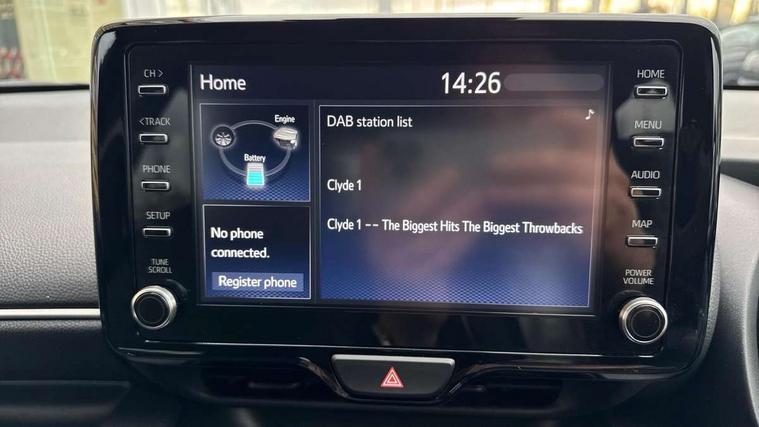 CH >
<TRACK
PHONE
SETUP
TUNE
SCROLL
Home
14:26
Engine
Battery
No phone
connected.
Register phone
DAB station list
Clyde 1
Clyde 1 -- The Biggest Hits The Biggest Throwbacks
HOME
MENU
AUDIO
MAP
POWER
VOLUME